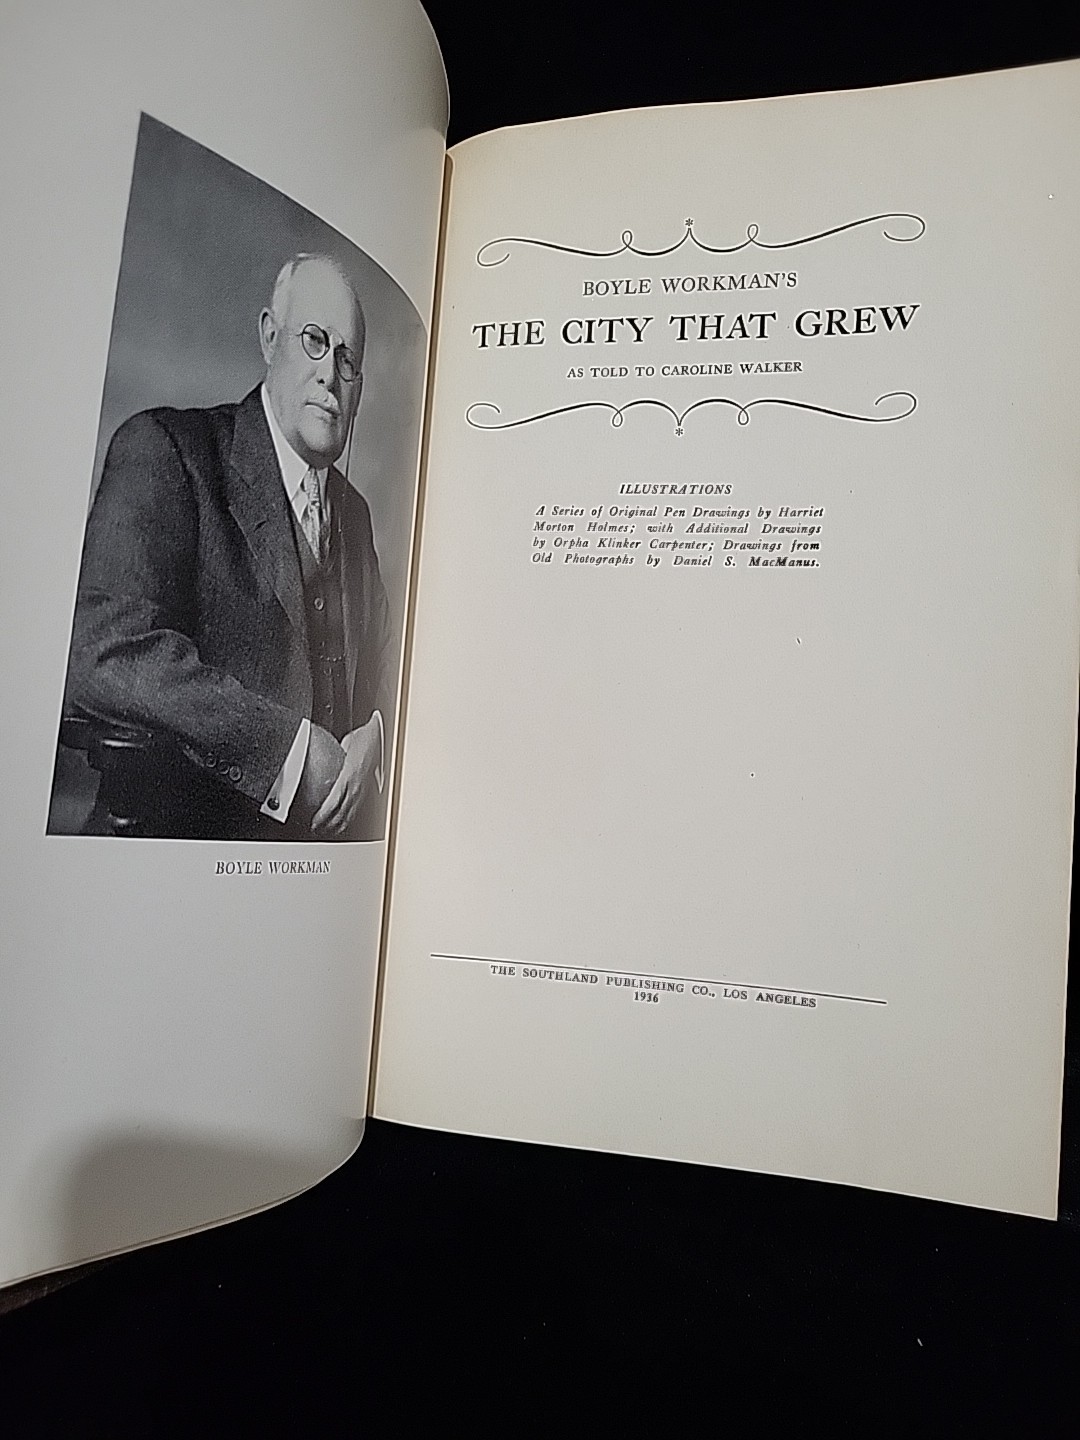 BOYLE WORKMAN
BOYLE WORKMAN'S
THE CITY THAT GREW
AS TOLD TO CAROLINE WALKER
ILLUSTRATIONS
A Series of Original Pen Drawings by Harriet
Morton Holmes; with Additional Drawings
by Orpha Klinker Carpenter; Drawings from
Old Photographs by Daniel S. MacManus.
THE SOUTHLAND PUBLISHING CO., LOS ANGELES
1936